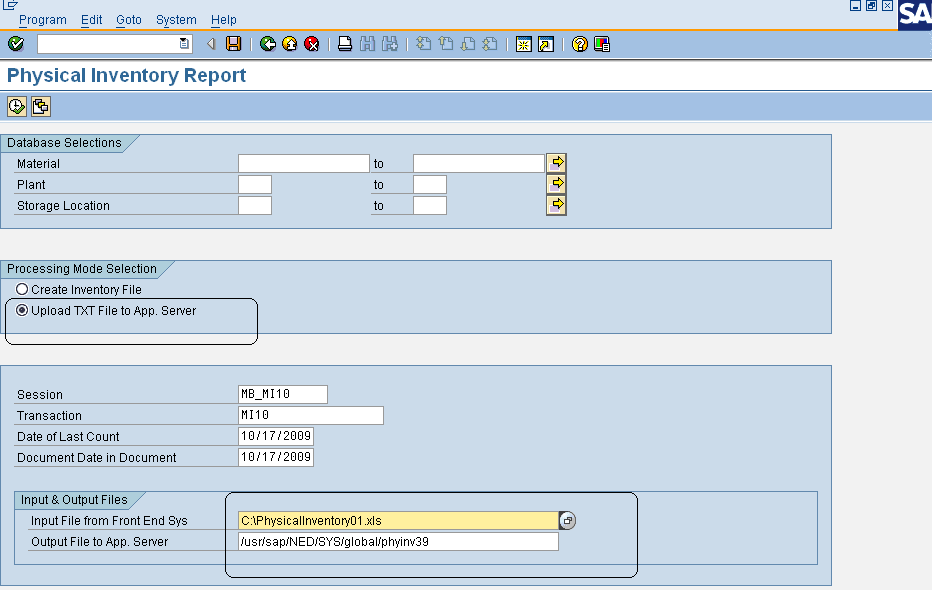 Program Edit Goto System Help
SAP
Physical Inventory Report
Database Selections
Material to
Plant to
Storage Location to
Processing Mode Selection
Create Inventory File
Upload TXT File to App. Server
Session MB_MI10
Transaction MI10
Date of Last Count 10/17/2009
Document Date in Document 10/17/2009
Input & Output Files
Input File from Front End Sys C:\PhysicalInventory01.xls
Output File to App. Server /usr/sap/NED/SYS/global/phyinv39